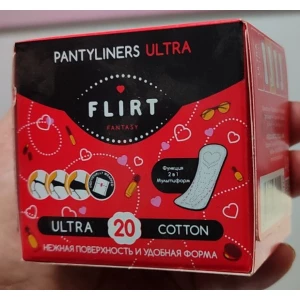 PANTYLINERS ULTRA
FLIRT
FANTASY
Функция
2 в 1
Мультиформ
ULTRA 20 COTTON
НЕЖНАЯ ПОВЕРХНОСТЬ И УДОБНАЯ ФОРМА